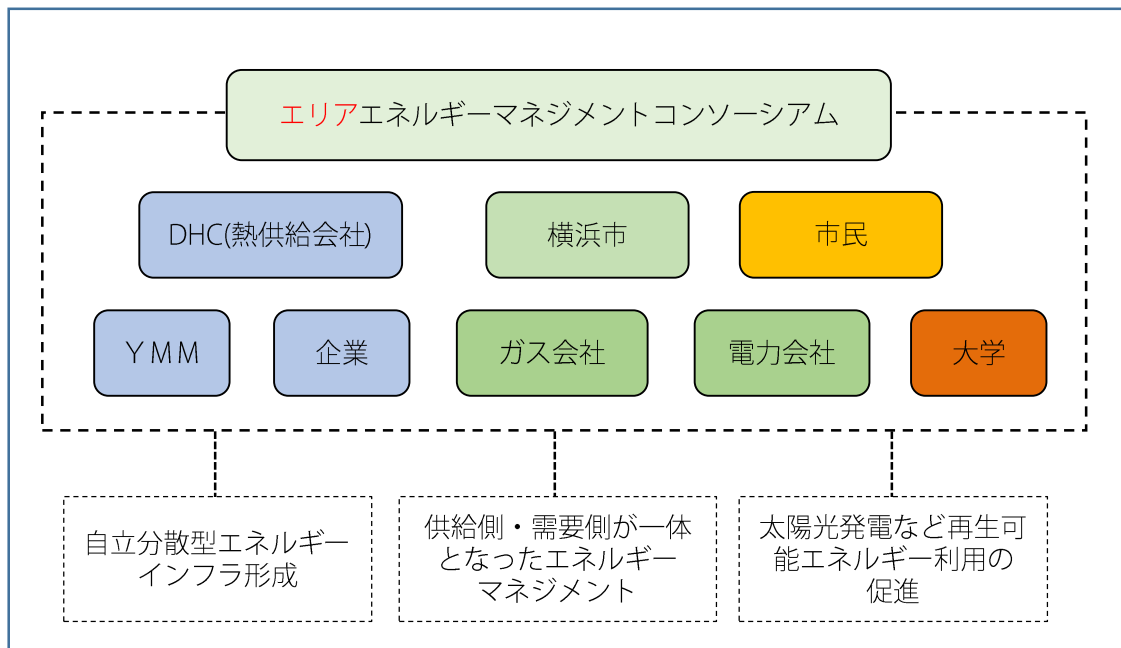 エリアエネルギーマネジメントコンソーシアム
DHC(熱供給会社)
横浜市
市民
ＹＭＭ
企業
ガス会社
電力会社
大学
自立分散型エネルギー
インフラ形成
供給側・需要側が一体
となったエネルギー
マネジメント
太陽光発電など再生可
能エネルギー利用の
促進